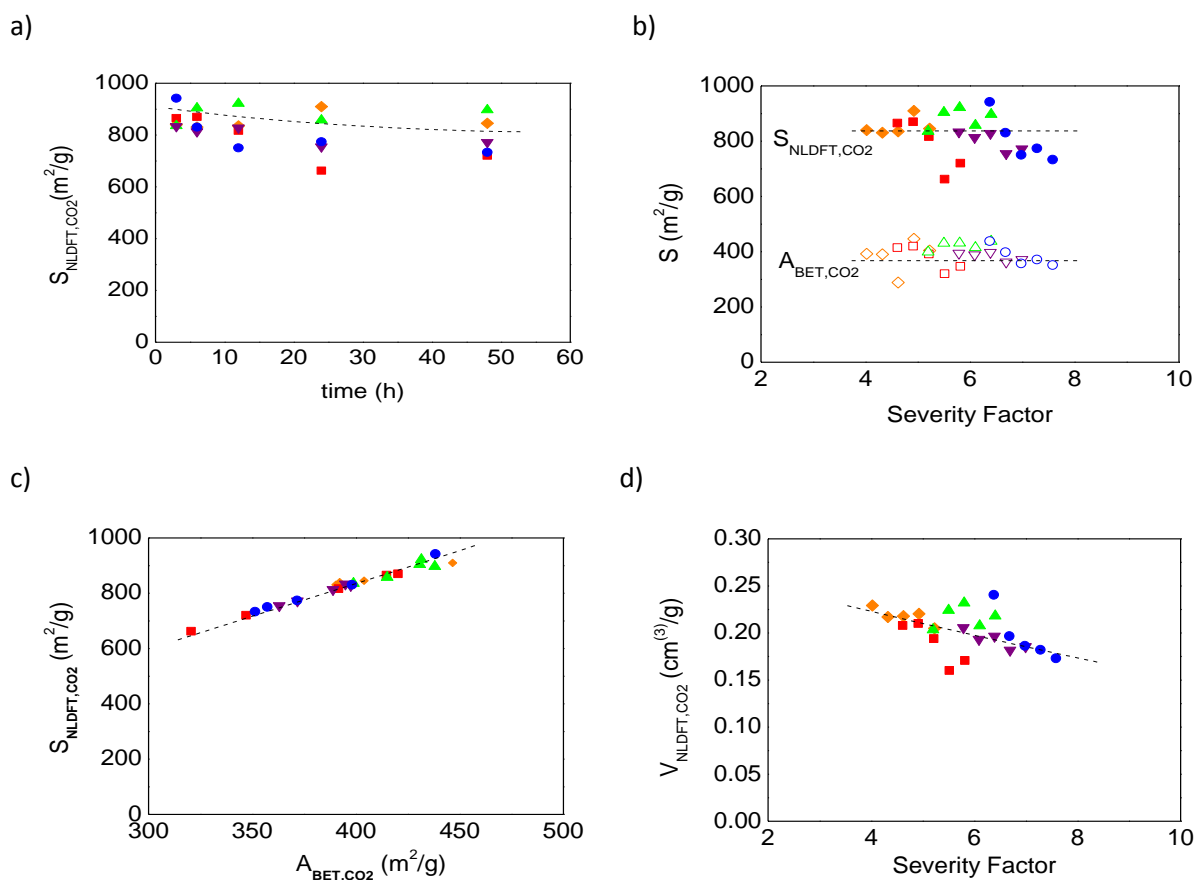 a)
1000
800
600
400
200
0
0 10 20 30 40 50 60
S_NLDFT,CO2 (m²/g)
time (h)
b)
1000
800
600
400
200
0
2 4 6 8 10
S (m²/g)
S_NLDFT,CO2
A_BET,CO2
Severity Factor
c)
1000
800
600
400
200
0
300 350 400 450 500
S_NLDFT,CO2 (m²/g)
A_BET,CO2 (m²/g)
d)
0.30
0.25
0.20
0.15
0.10
0.05
0.00
2 4 6 8 10
V_NLDFT,CO2 (cm⁽³⁾/g)
Severity Factor